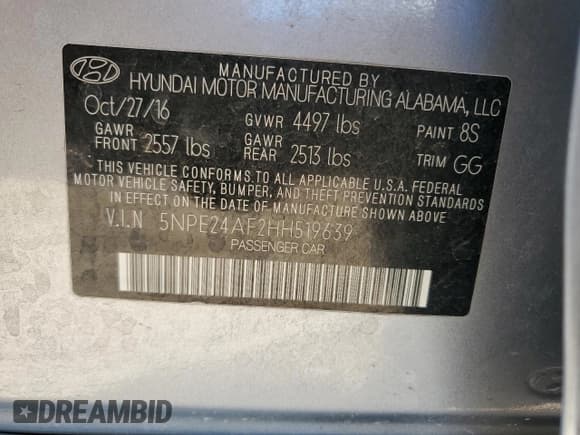 MANUFACTURED BY
HYUNDAI MOTOR MANUFACTURING ALABAMA, LLC
Oct/27/16 GVWR 4497 lbs PAINT 8S
GAWR FRONT 2557 lbs GAWR REAR 2513 lbs TRIM GG
THIS VEHICLE CONFORMS TO ALL APPLICABLE U.S.A. FEDERAL
MOTOR VEHICLE SAFETY, BUMPER, AND THEFT PREVENTION STANDARDS
IN EFFECT ON THE DATE OF MANUFACTURE SHOWN ABOVE.
V.I.N 5NPE24AF2HH519639
PASSENGER CAR
DREAMBID